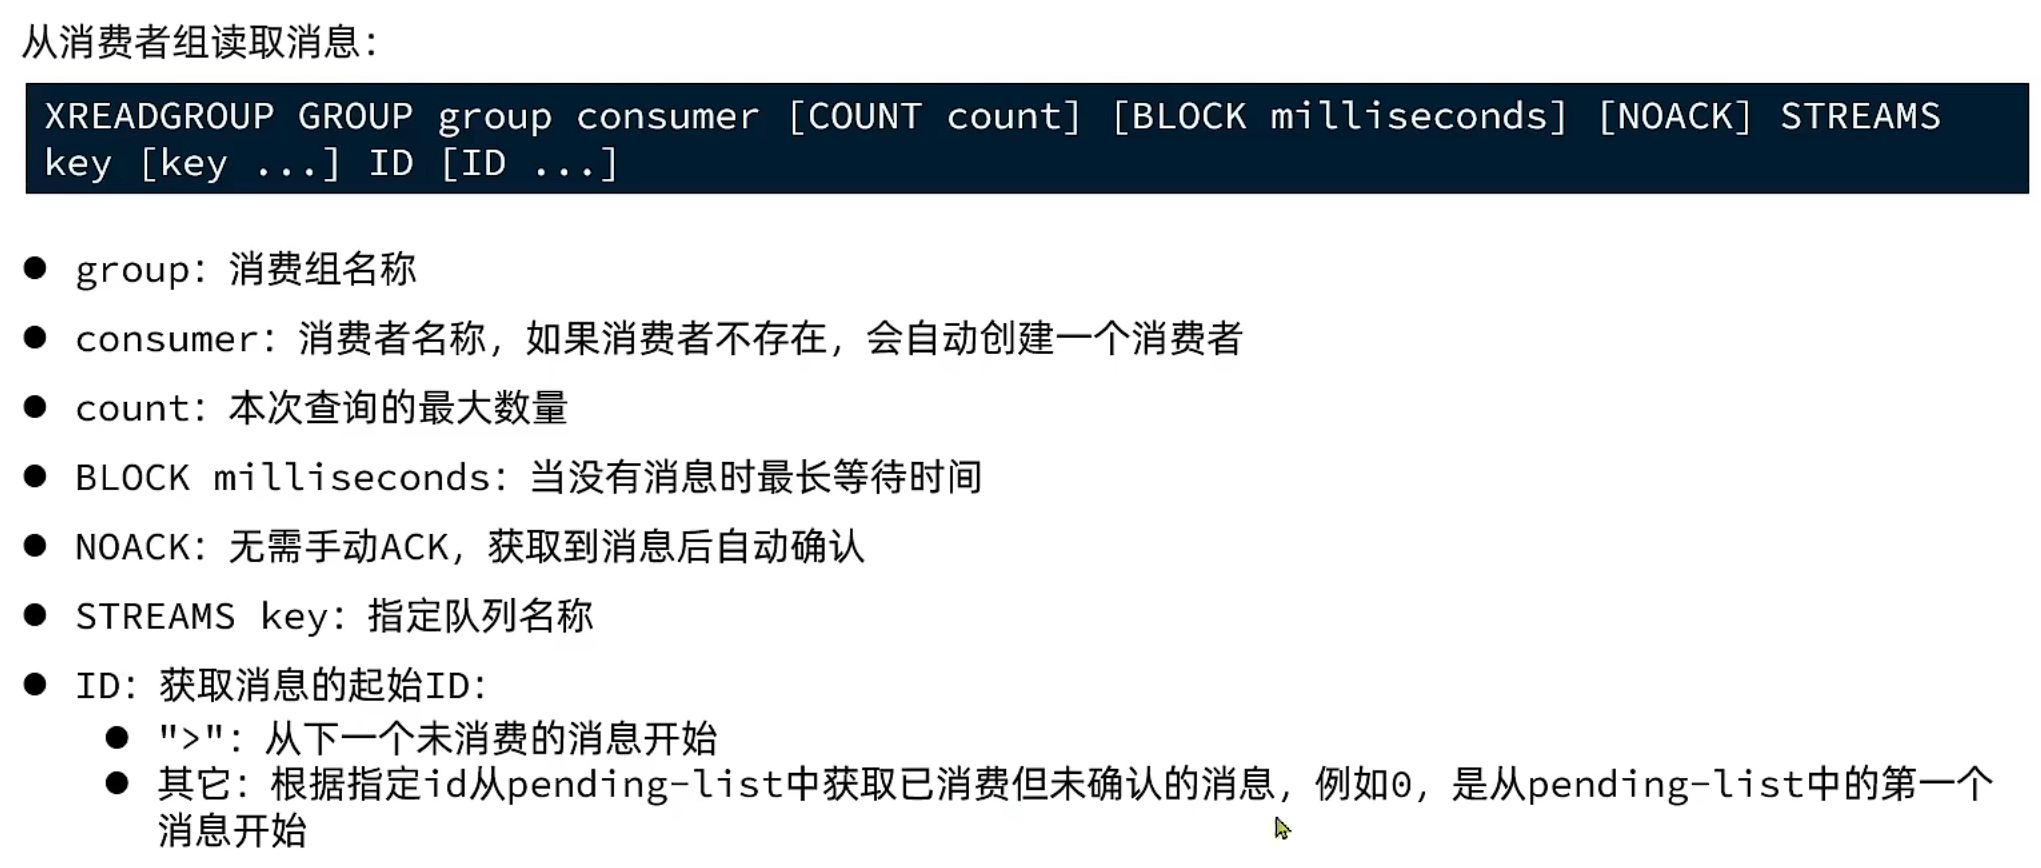 从消费者组读取消息：
XREADGROUP GROUP group consumer [COUNT count] [BLOCK milliseconds] [NOACK] STREAMS
key [key ...] ID [ID ...]
● group：消费组名称
● consumer：消费者名称，如果消费者不存在，会自动创建一个消费者
● count：本次查询的最大数量
● BLOCK milliseconds：当没有消息时最长等待时间
● NOACK：无需手动ACK，获取到消息后自动确认
● STREAMS key：指定队列名称
● ID：获取消息的起始ID：
● ">"：从下一个未消费的消息开始
● 其它：根据指定id从pending-list中获取已消费但未确认的消息，例如0，是从pending-list中的第一个
消息开始